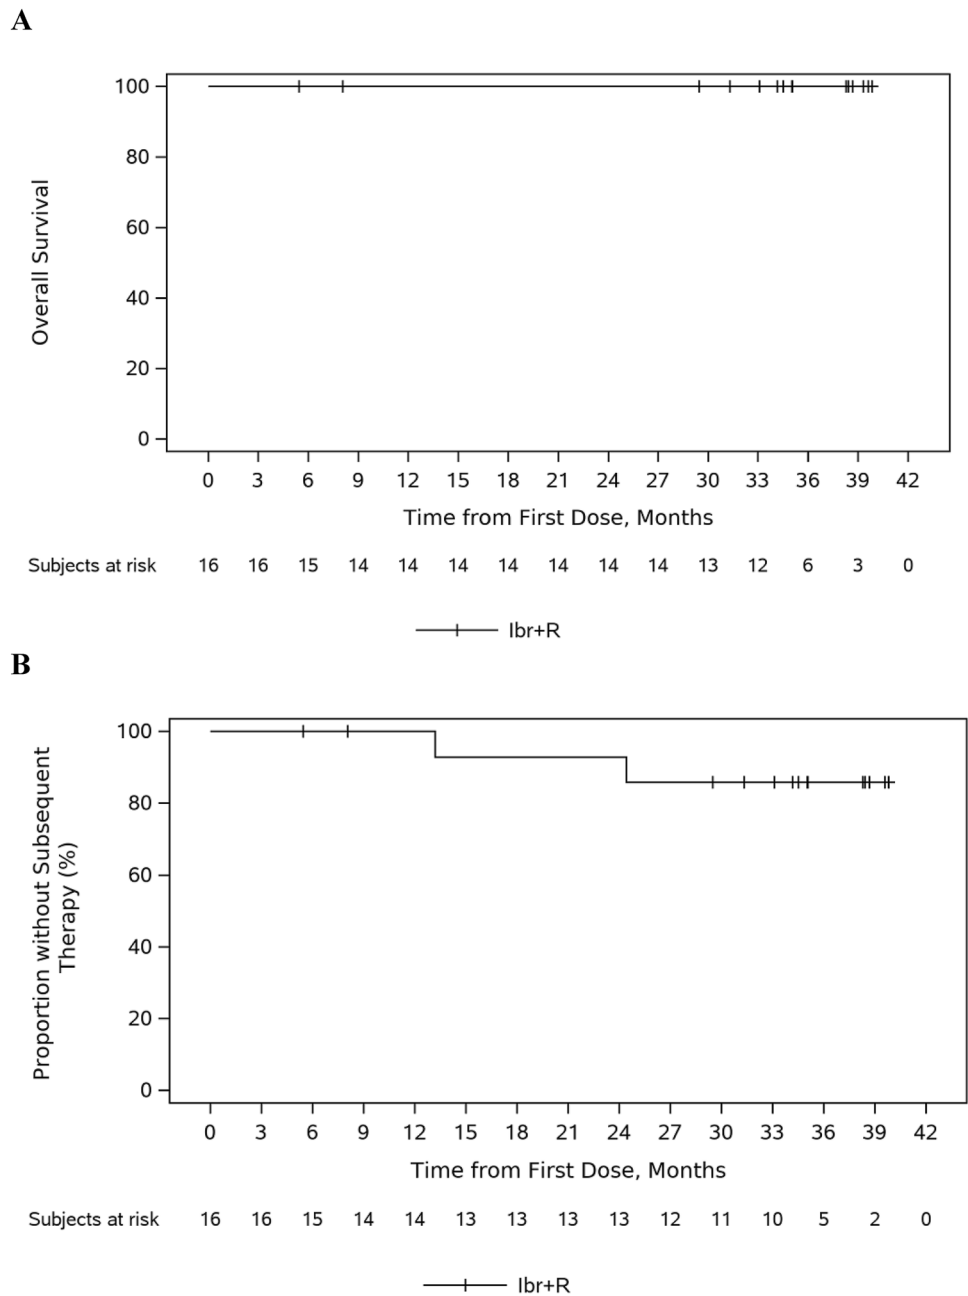 A
100
80
60
40
20
0
Overall Survival
0 3 6 9 12 15 18 21 24 27 30 33 36 39 42
Time from First Dose, Months
Subjects at risk 16 16 15 14 14 14 14 14 14 14 13 12 6 3 0
Ibr+R
B
100
80
60
40
20
0
Proportion without Subsequent
Therapy (%)
0 3 6 9 12 15 18 21 24 27 30 33 36 39 42
Time from First Dose, Months
Subjects at risk 16 16 15 14 14 13 13 13 13 12 11 10 5 2 0
Ibr+R